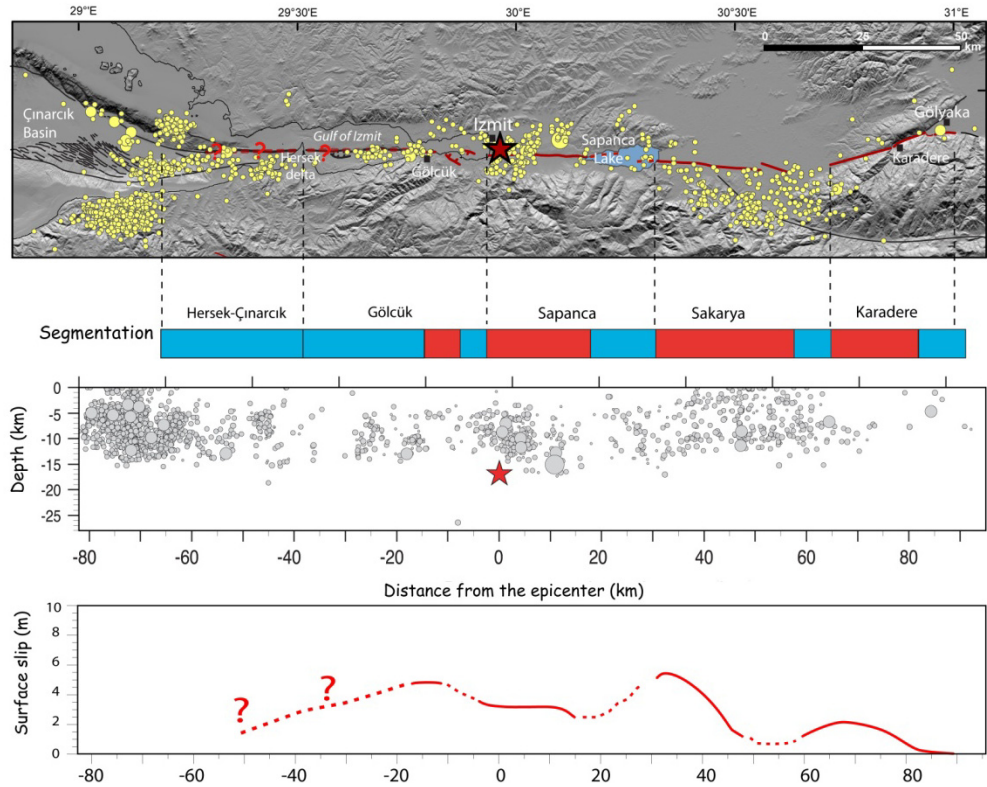 29°'E 29°30'E 30°E 30°30'E 31°E
0 25 50
km
Çınarcık
Basin
Gulf of Izmit
Izmit
Sapanca
Lake
Gölyaka
Karadere
Hersek
delta
Gölcük
? ? ?
Hersek-Çınarcık Gölcük Sapanca Sakarya Karadere
Segmentation
Depth (km)
0
-5
-10
-15
-20
-25
-80 -60 -40 -20 0 20 40 60 80
Distance from the epicenter (km)
Surface slip (m)
10
8
6
4
2
0
? ?
-80 -60 -40 -20 0 20 40 60 80